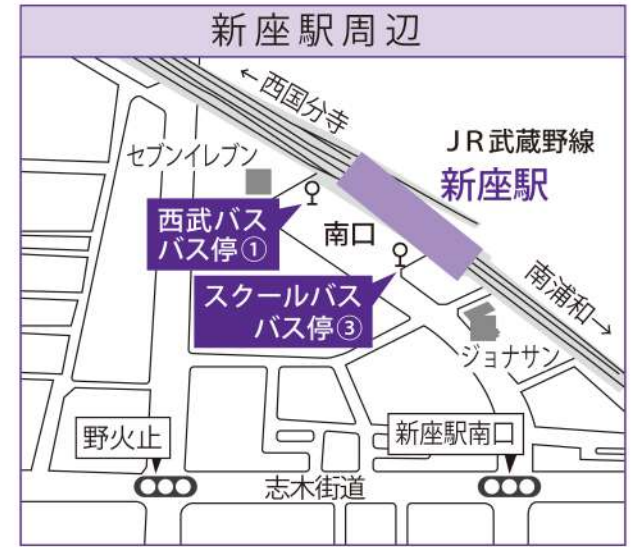 新座駅周辺
←西国分寺
JR武蔵野線
新座駅
セブンイレブン
西武バス
バス停①
南口
スクールバス
バス停③
南浦和→
ジョナサン
野火止
新座駅南口
志木街道